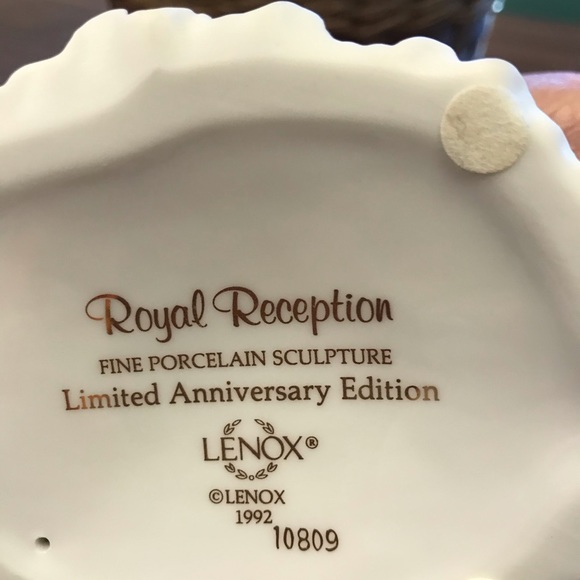 Royal Reception
FINE PORCELAIN SCULPTURE
Limited Anniversary Edition
LENOX®
©LENOX
1992
10809